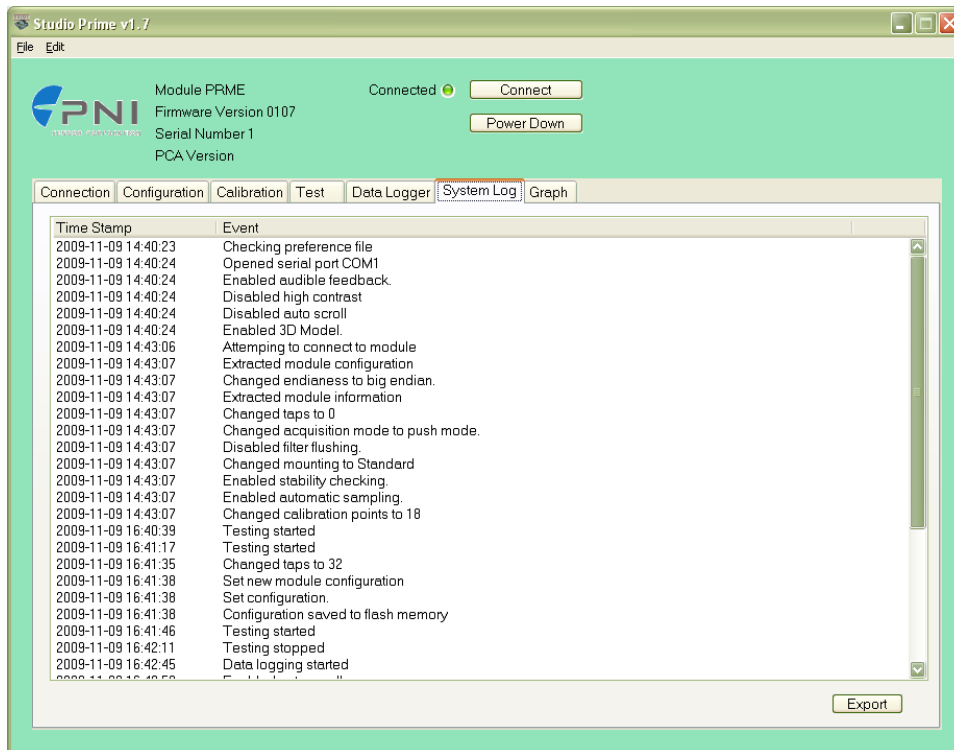 Studio Prime v1.7
File Edit
PNI
Module PRME
Firmware Version 0107
Serial Number 1
PCA Version
Connected
Connect
Power Down
Connection Configuration Calibration Test Data Logger System Log Graph
Time Stamp Event
2009-11-09 14:40:23 Checking preference file
2009-11-09 14:40:24 Opened serial port COM1
2009-11-09 14:40:24 Enabled audible feedback.
2009-11-09 14:40:24 Disabled high contrast
2009-11-09 14:40:24 Disabled auto scroll
2009-11-09 14:40:24 Enabled 3D Model.
2009-11-09 14:43:06 Attemping to connect to module
2009-11-09 14:43:07 Extracted module configuration
2009-11-09 14:43:07 Changed endianess to big endian.
2009-11-09 14:43:07 Extracted module information
2009-11-09 14:43:07 Changed taps to 0
2009-11-09 14:43:07 Changed acquisition mode to push mode.
2009-11-09 14:43:07 Disabled filter flushing.
2009-11-09 14:43:07 Changed mounting to Standard
2009-11-09 14:43:07 Enabled stability checking.
2009-11-09 14:43:07 Enabled automatic sampling.
2009-11-09 14:43:07 Changed calibration points to 18
2009-11-09 16:40:39 Testing started
2009-11-09 16:41:17 Testing started
2009-11-09 16:41:35 Changed taps to 32
2009-11-09 16:41:38 Set new module configuration
2009-11-09 16:41:38 Set configuration.
2009-11-09 16:41:38 Configuration saved to flash memory
2009-11-09 16:41:46 Testing started
2009-11-09 16:42:11 Testing stopped
2009-11-09 16:42:45 Data logging started
Export